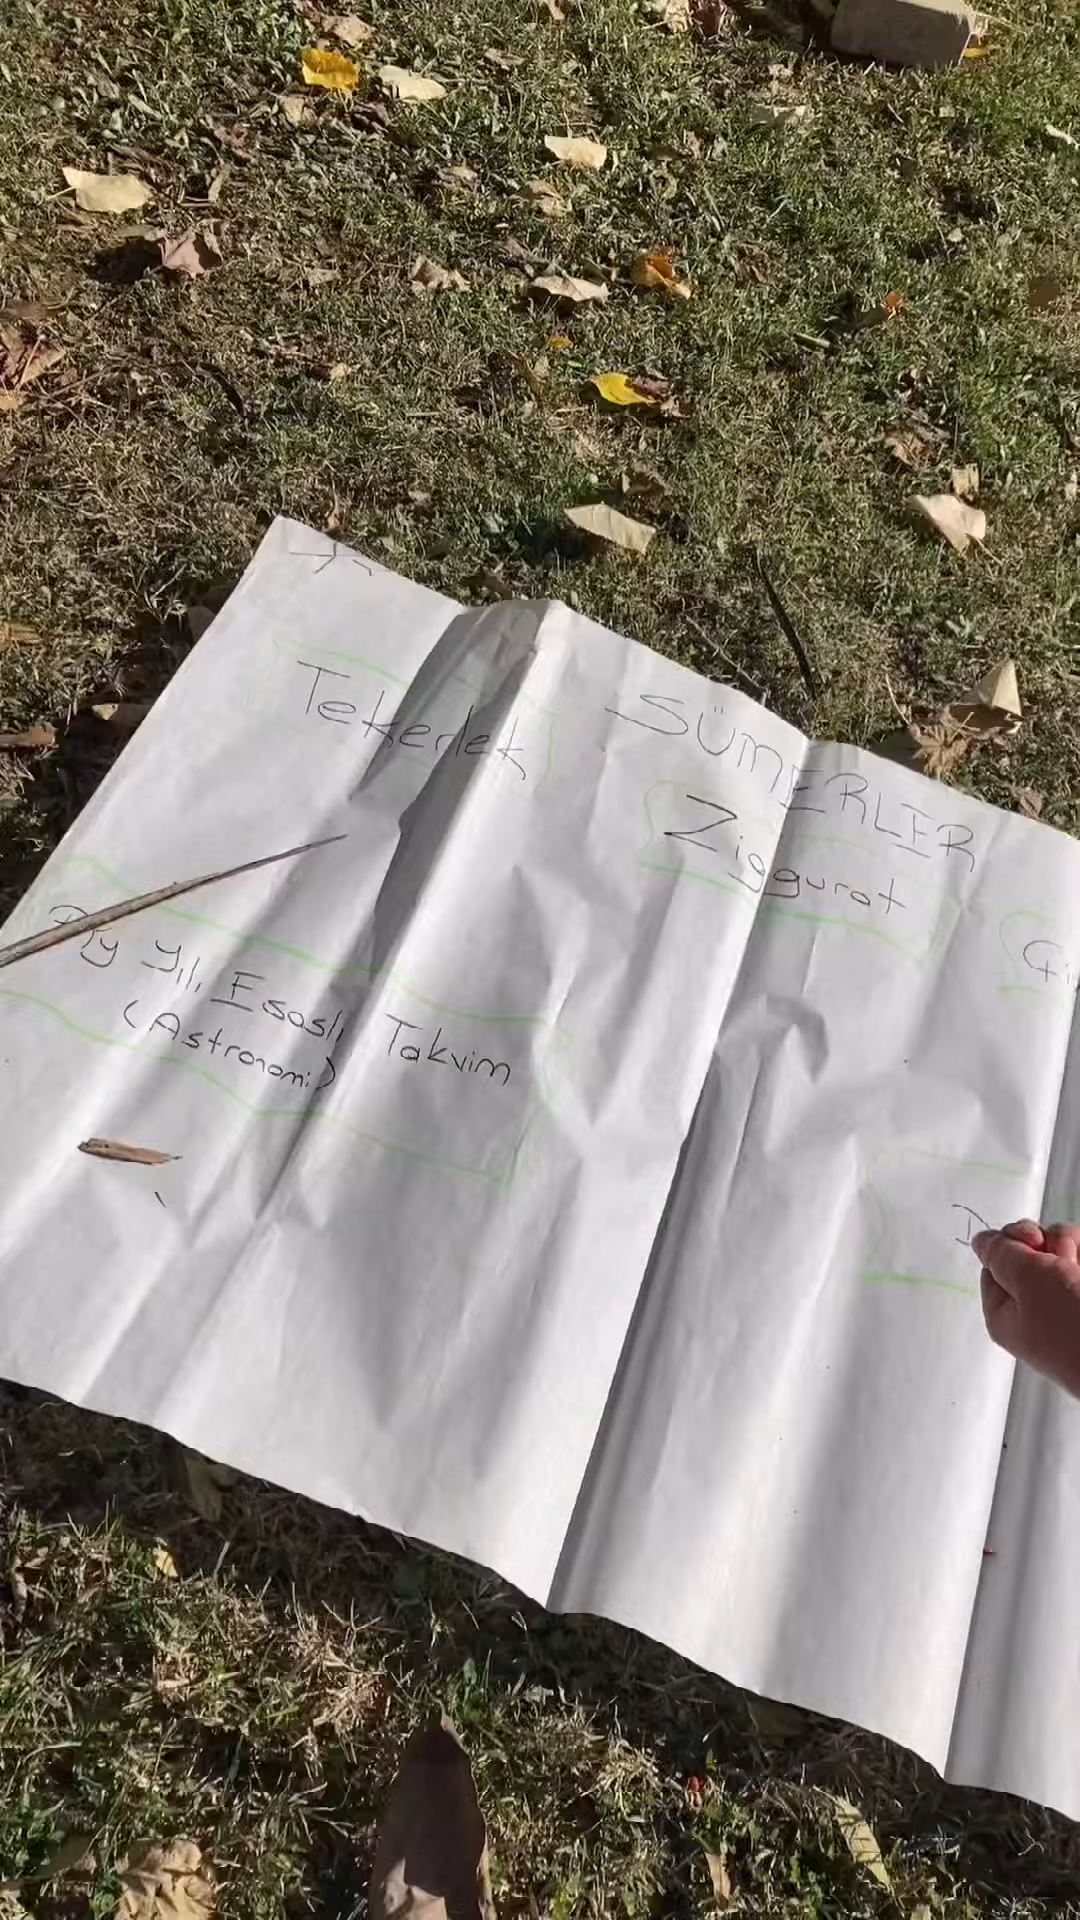 SÜMERLER
Tekerlek
Ziggurat
Ay Yılı Esaslı Takvim
(Astronomi)